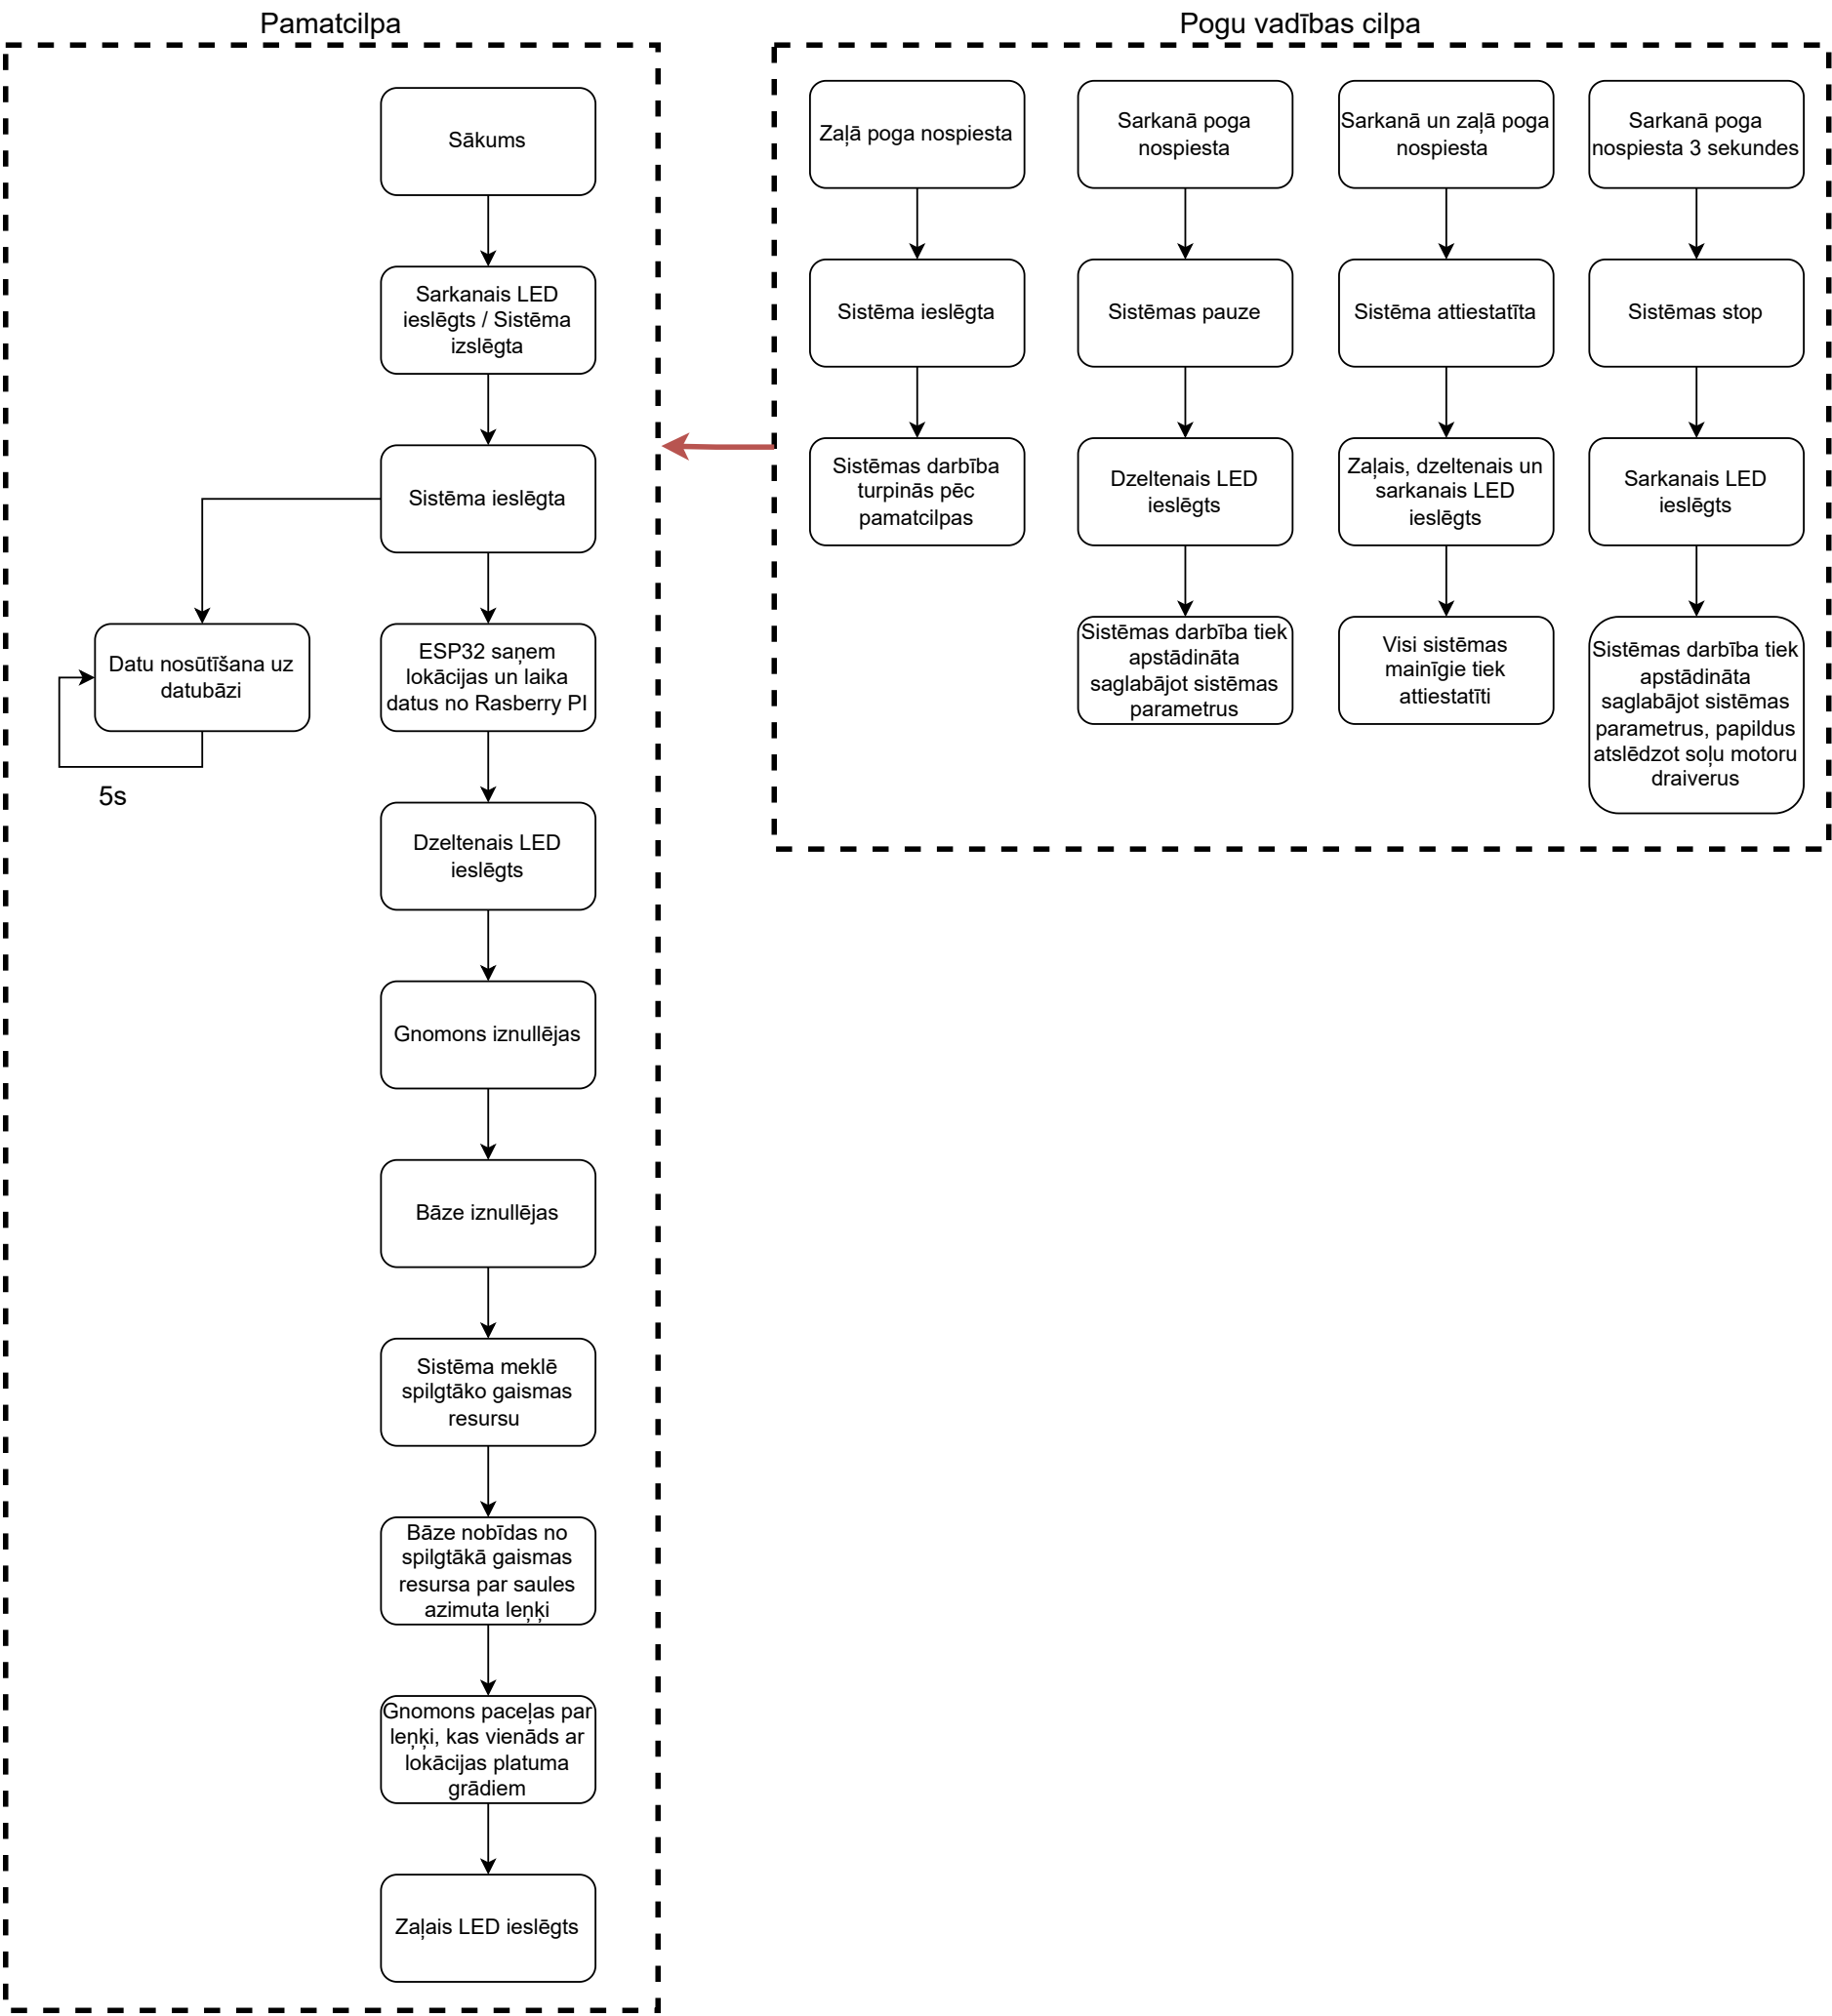 Pamatcilpa
Sākums
Sarkanais LED
ieslēgts / Sistēma
izslēgta
Sistēma ieslēgta
Datu nosūtīšana uz
datubāzi
5s
ESP32 saņem
lokācijas un laika
datus no Rasberry PI
Dzeltenais LED
ieslēgts
Gnomons iznullējas
Bāze iznullējas
Sistēma meklē
spilgtāko gaismas
resursu
Bāze nobīdas no
spilgtākā gaismas
resursa par saules
azimuta leņķi
Gnomons paceļas par
leņķi, kas vienāds ar
lokācijas platuma
grādiem
Zaļais LED ieslēgts
Pogu vadības cilpa
Zaļā poga nospiesta
Sistēma ieslēgta
Sistēmas darbība
turpinās pēc
pamatcilpas
Sarkanā poga
nospiesta
Sistēmas pauze
Dzeltenais LED
ieslēgts
Sistēmas darbība tiek
apstādināta
saglabājot sistēmas
parametrus
Sarkanā un zaļā poga
nospiesta
Sistēma attiestatīta
Zaļais, dzeltenais un
sarkanais LED
ieslēgts
Visi sistēmas
mainīgie tiek
attiestatīti
Sarkanā poga
nospiesta 3 sekundes
Sistēmas stop
Sarkanais LED
ieslēgts
Sistēmas darbība tiek
apstādināta
saglabājot sistēmas
parametrus, papildus
atslēdzot soļu motoru
draiverus